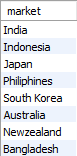 market
India
Indonesia
Japan
Philiphines
South Korea
Australia
Newzealand
Bangladesh